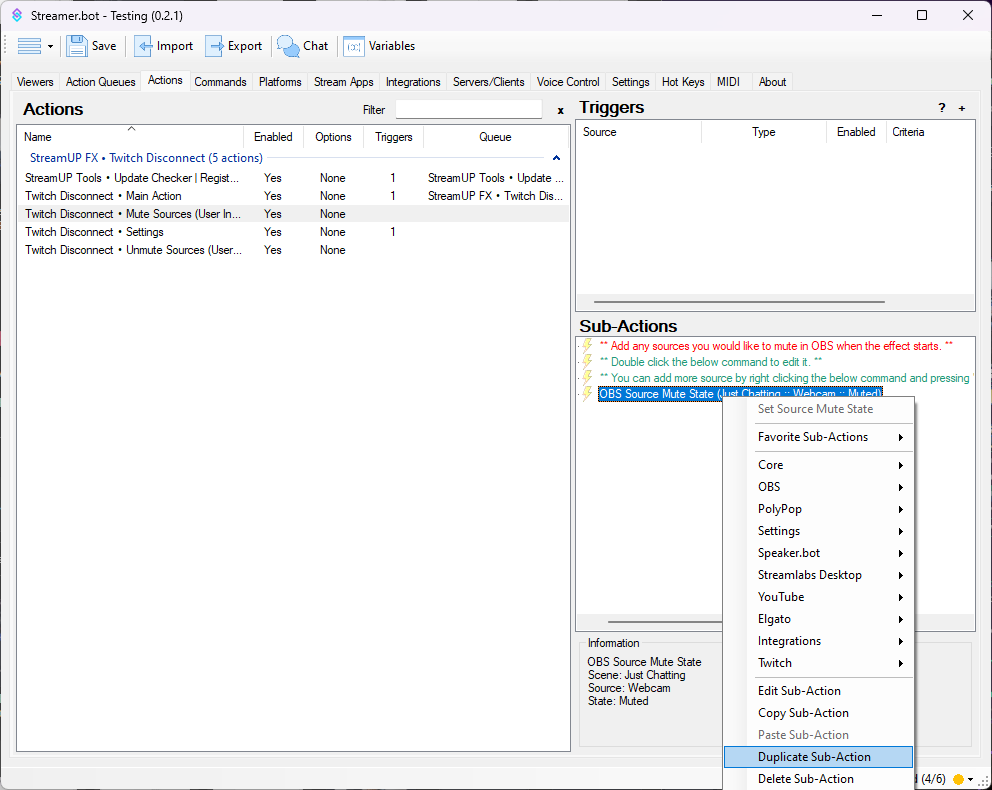 Streamer.bot - Testing (0.2.1)
Save Import Export Chat Variables
Viewers Action Queues Actions Commands Platforms Stream Apps Integrations Servers/Clients Voice Control Settings Hot Keys MIDI About
Actions Filter x
Name Enabled Options Triggers Queue
StreamUP FX • Twitch Disconnect (5 actions)
StreamUP Tools • Update Checker | Regist... Yes None 1 StreamUP Tools • Update ...
Twitch Disconnect • Main Action Yes None 1 StreamUP FX • Twitch Dis...
Twitch Disconnect • Mute Sources (User In... Yes None
Twitch Disconnect • Settings Yes None 1
Twitch Disconnect • Unmute Sources (User... Yes None
Triggers ? +
Source Type Enabled Criteria
Sub-Actions
** Add any sources you would like to mute in OBS when the effect starts. **
** Double click the below command to edit it. **
** You can add more source by right clicking the below command and pressing '
OBS Source Mute State (Just Chatting :: Webcam :: Muted)
Set Source Mute State
Favorite Sub-Actions
Core
OBS
PolyPop
Settings
Speaker.bot
Streamlabs Desktop
YouTube
Elgato
Integrations
Twitch
Edit Sub-Action
Copy Sub-Action
Paste Sub-Action
Duplicate Sub-Action
Delete Sub-Action
Information
OBS Source Mute State
Scene: Just Chatting
Source: Webcam
State: Muted
(4/6)